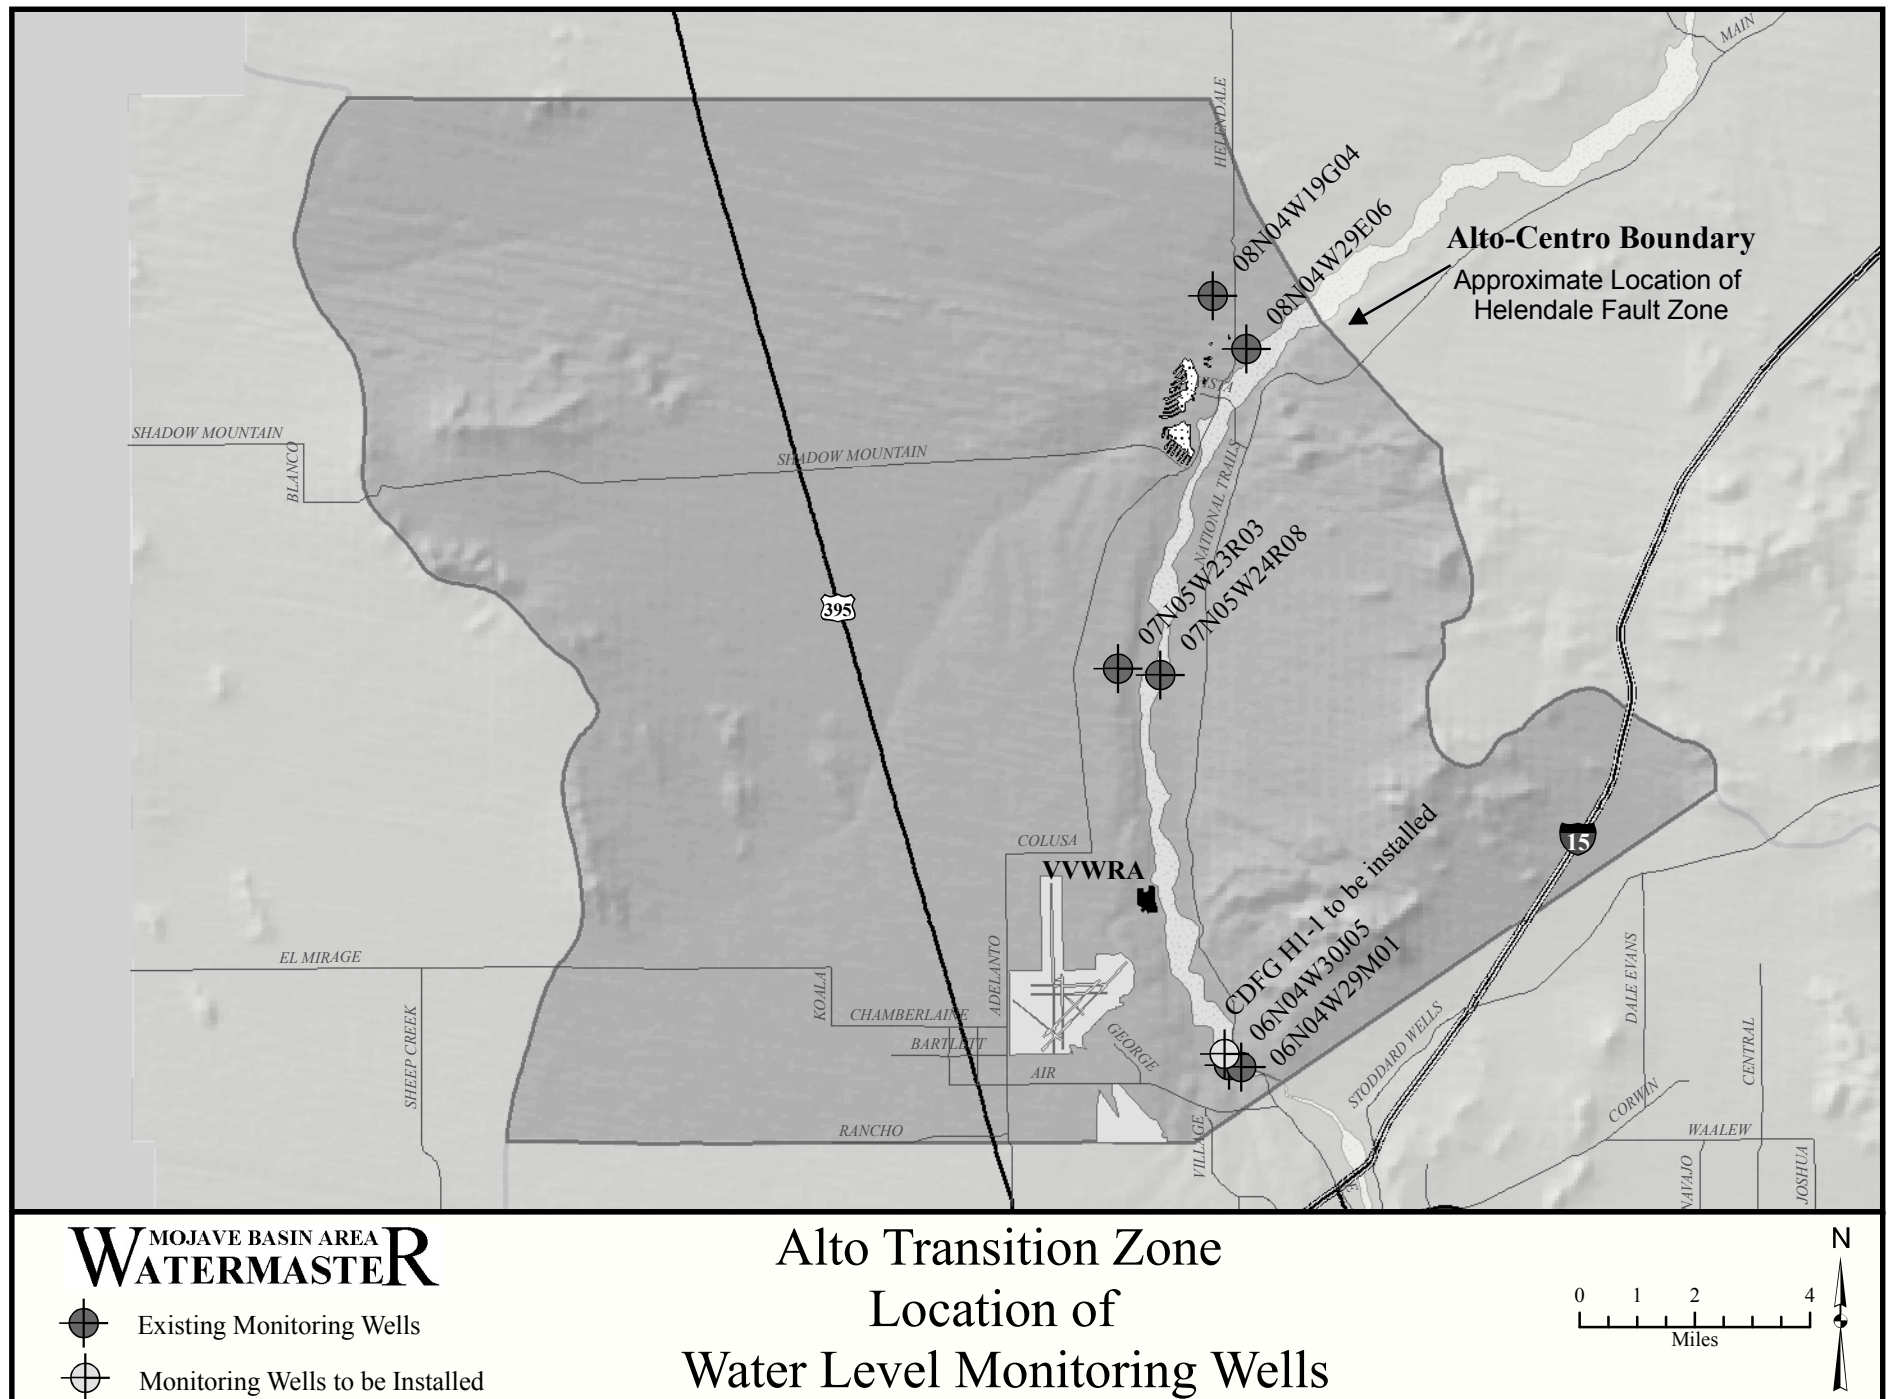 MAIN
HELENDALE
08N04W19G04
08N04W29E06
Alto-Centro Boundary
Approximate Location of
Helendale Fault Zone
SHADOW MOUNTAIN
BLANCO
SHADOW MOUNTAIN
NATIONAL TRAILS
07N05W23R03
07N05W24R08
395
15
COLUSA
VVWRA
CDFG H1-1 to be installed
06N04W30J05
06N04W29M01
EL MIRAGE
SHEEP CREEK
KOALA
ADELANTO
CHAMBERLAINE
BARTLETT
AIR
GEORGE
RANCHO
VILLAGE
STODDARD WELLS
DALE EVANS
CENTRAL
CORWIN
WAALEW
NAVAJO
JOSHUA
MOJAVE BASIN AREA
WATERMASTER
Existing Monitoring Wells
Monitoring Wells to be Installed
Alto Transition Zone
Location of
Water Level Monitoring Wells
0 1 2 4
Miles
N